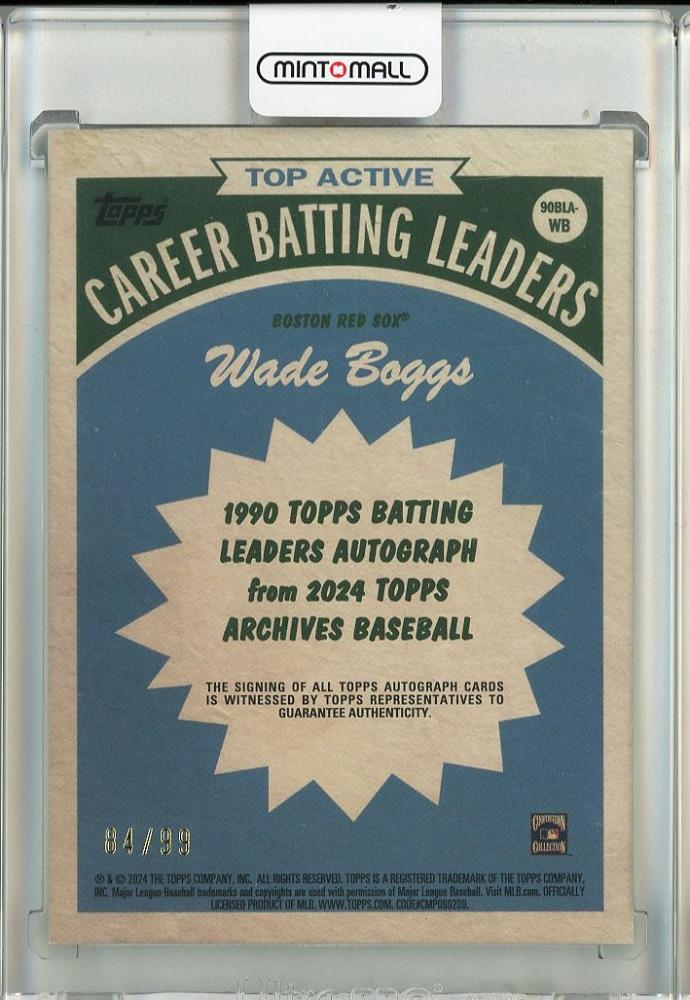 MINTOMALL
TOP ACTIVE
Topps
90BLA-
WB
CAREER BATTING LEADERS
BOSTON RED SOX®
Wade Boggs
1990 TOPPS BATTING
LEADERS AUTOGRAPH
from 2024 TOPPS
ARCHIVES BASEBALL
THE SIGNING OF ALL TOPPS AUTOGRAPH CARDS
IS WITNESSED BY TOPPS REPRESENTATIVES TO
GUARANTEE AUTHENTICITY.
84/99
COOPERSTOWN
COLLECTION
® & © 2024 THE TOPPS COMPANY, INC. ALL RIGHTS RESERVED. TOPPS IS A REGISTERED TRADEMARK OF THE TOPPS COMPANY,
INC. Major League Baseball trademarks and copyrights are used with permission of Major League Baseball. Visit MLB.com. OFFICIALLY
LICENSED PRODUCT OF MLB. WWW.TOPPS.COM. CODE#CMP090209.